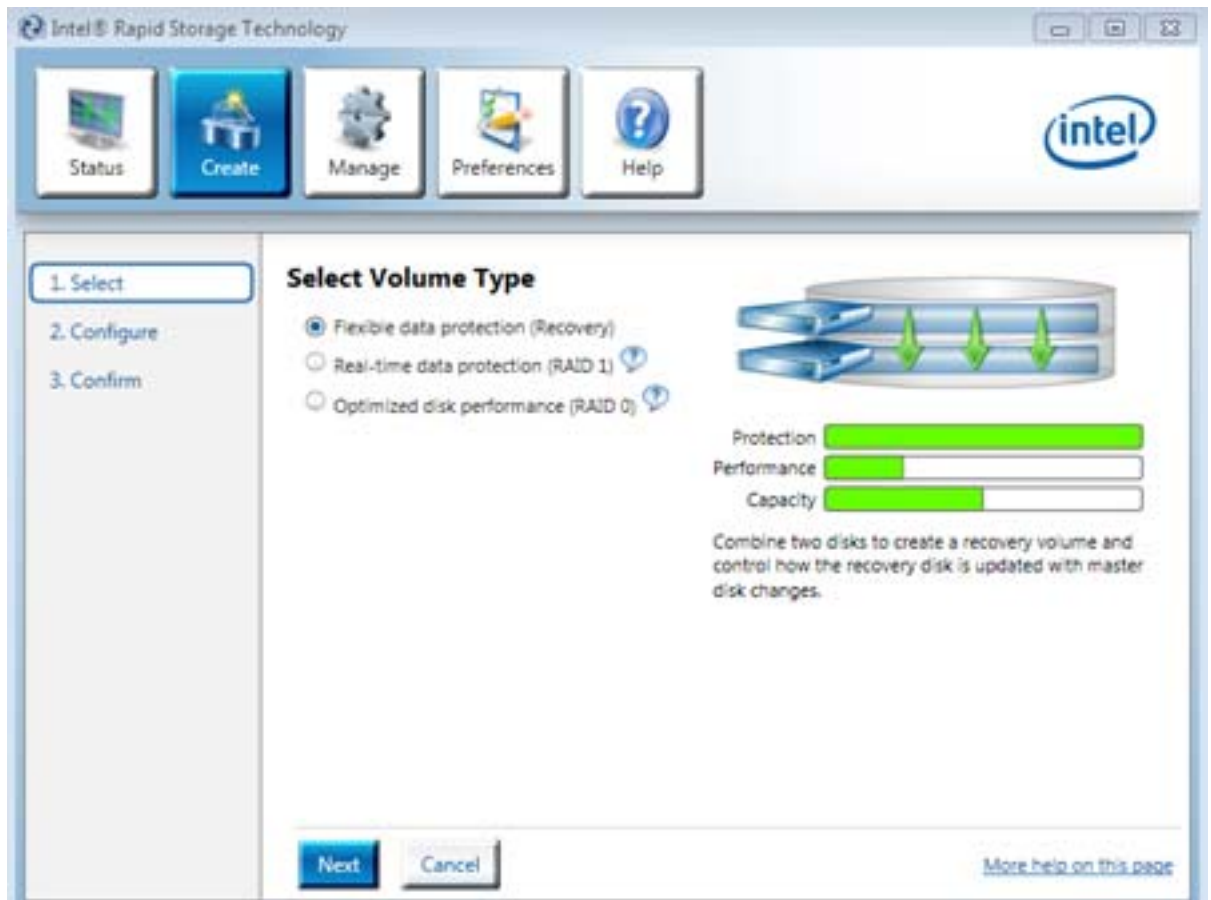 Intel® Rapid Storage Technology
Status
Create
Manage
Preferences
Help
intel
1. Select
2. Configure
3. Confirm
Select Volume Type
Flexible data protection (Recovery)
Real-time data protection (RAID 1)
Optimized disk performance (RAID 0)
Protection
Performance
Capacity
Combine two disks to create a recovery volume and
control how the recovery disk is updated with master
disk changes.
Next
Cancel
More help on this page